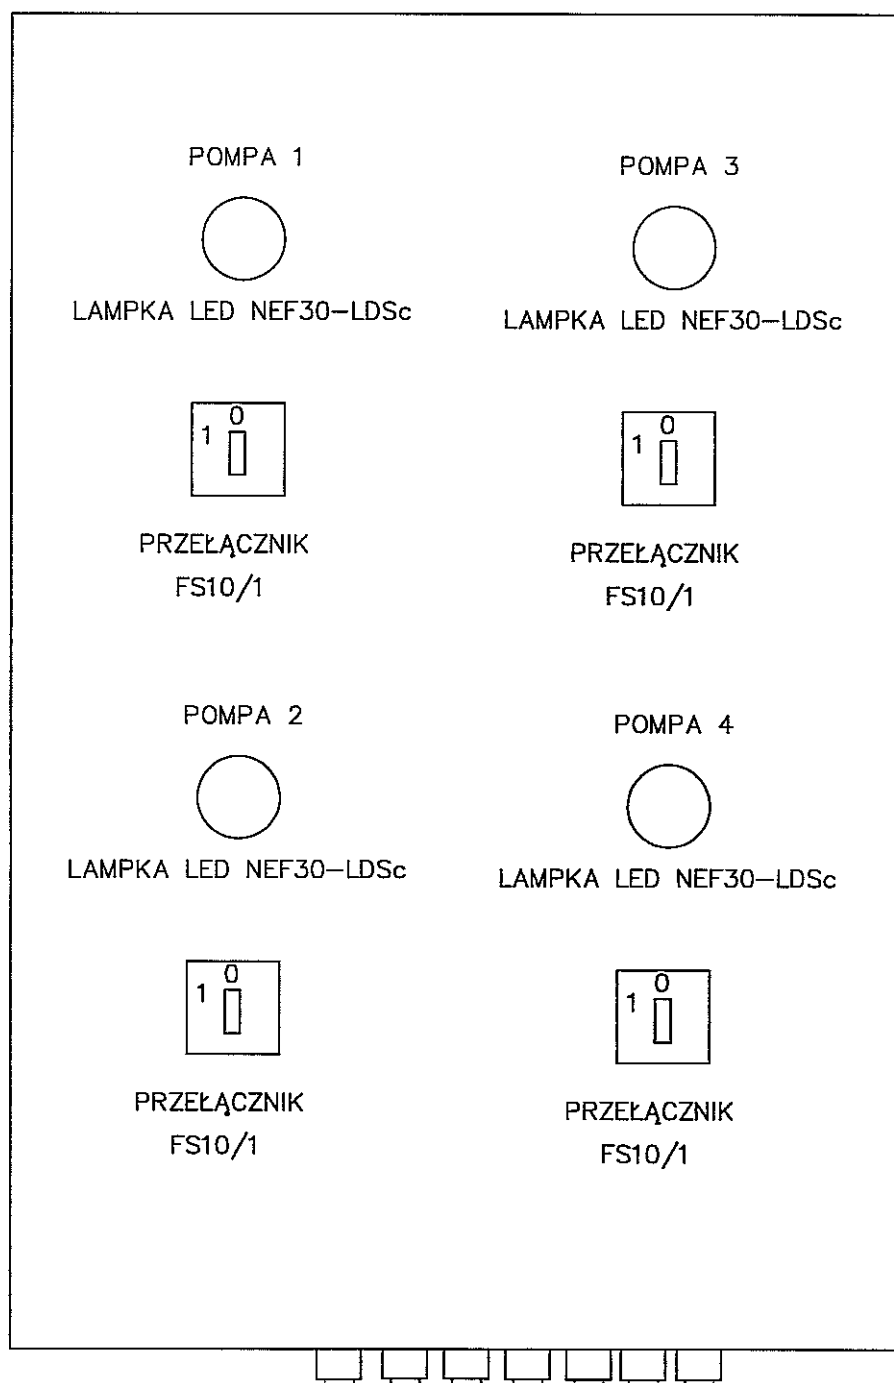 POMPA 1
LAMPKA LED NEF30-LDSc
0
1
PRZEŁĄCZNIK
FS10/1
POMPA 3
LAMPKA LED NEF30-LDSc
0
1
PRZEŁĄCZNIK
FS10/1
POMPA 2
LAMPKA LED NEF30-LDSc
0
1
PRZEŁĄCZNIK
FS10/1
POMPA 4
LAMPKA LED NEF30-LDSc
0
1
PRZEŁĄCZNIK
FS10/1